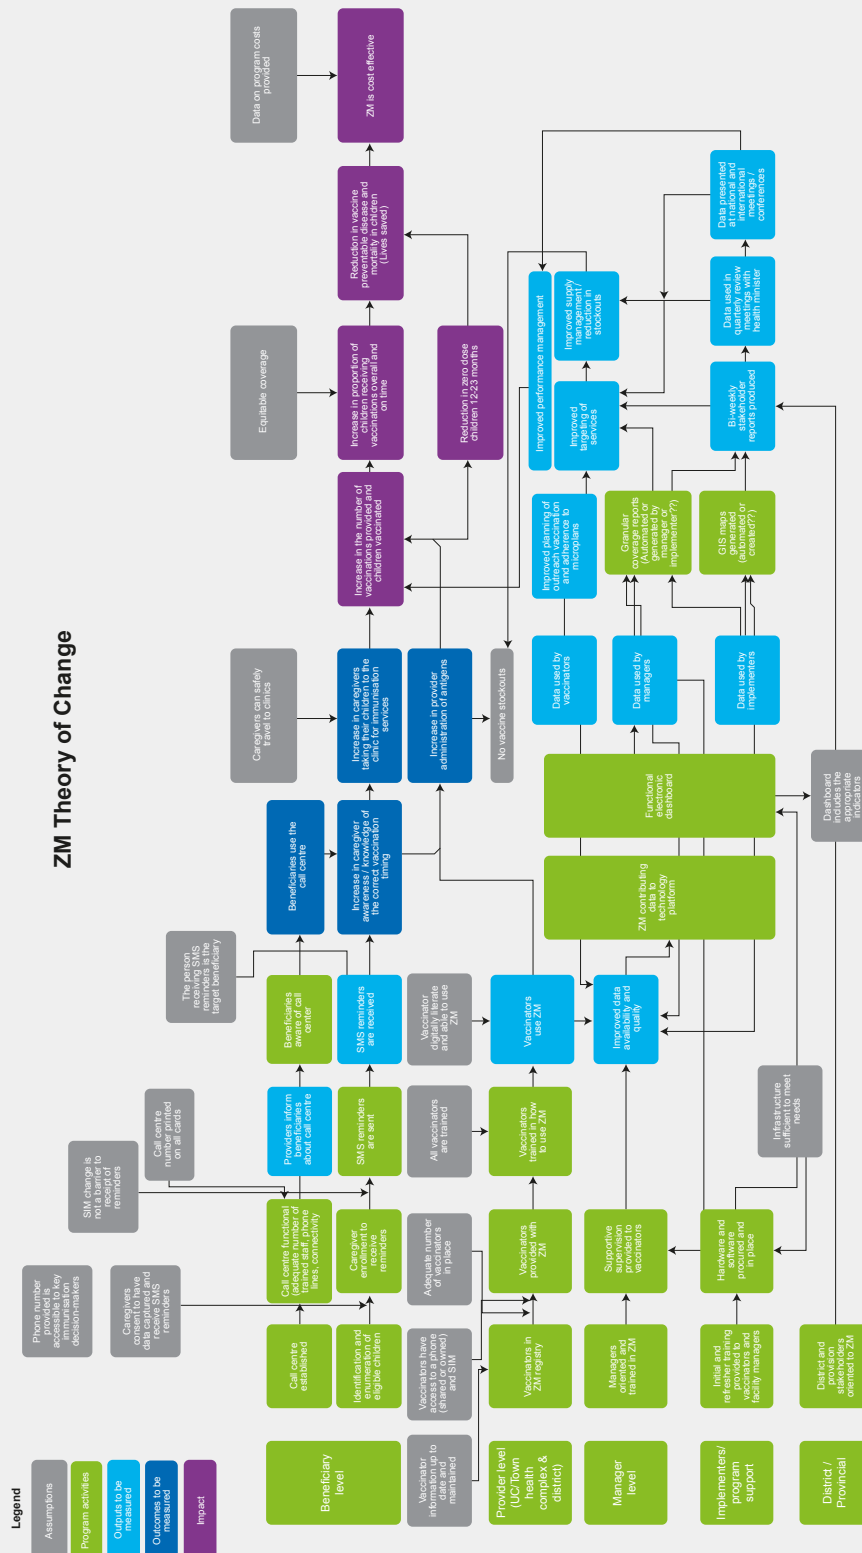 ZM Theory of Change
Legend
Assumptions
Program activities
Outputs to be
measured
Outcomes to be
measured
Impact
Beneficiary
level
Provider level
(UC/Town
health
complex &
district)
Manager
level
Implementers/
program
support
District /
Provincial
Phone number
provided is
accessible to key
immunisation
decision-makers
SIM change is
not a barrier to
receipt of
reminders
Call centre
number printed
on all cards
The person
receiving SMS
reminders is the
target beneficiary
Caregivers
consent to have
data captured and
receive SMS
reminders
Caregivers can safely
travel to clinics
Equitable coverage
Data on program costs
provided
Call centre
established
Call centre functional
(adequate number of
trained staff, phone
lines, connectivity
Providers inform
beneficiaries
about call centre
Beneficiaries
aware of call
center
Beneficiaries use the
call centre
Identification and
enumeration of
eligible children
Caregiver
enrolment to
receive
reminders
SMS reminders
are sent
SMS reminders
are received
Increase in caregiver
awareness / knowledge of
the correct vaccination
timing
Increase in caregivers
taking their children to the
clinic for immunisation
services
Increase in the number of
vaccinations provided and
children vaccinated
Increase in proportion of
children receiving
vaccinations overall and
on time
Reduction in vaccine
preventable disease and
mortality in children
(Lives saved)
ZM is cost effective
Vaccinator
information up to
date and
maintained
Vaccinators have
access to a phone
(shared or owned)
and SIM
Adequate number
of vaccinators
in place
All vaccinators
are trained
Vaccinator
digitally literate
and able to use
ZM
Increase in provider
administration of antigens
Reduction in zero dose
children 12-23 months
Vaccinators in
ZM registry
Vaccinators
provided with
ZM
Vaccinators
trained in how
to use ZM
Vaccinators
use ZM
No vaccine stockouts
Improved performance management
Data used by
vaccinators
Improved planning of
outreach vaccination
and adherence to
microplans
Improved
targeting of
services
Improved supply
management /
reduction in
stockouts
Managers
oriented and
trained in ZM
Supportive
supervision
provided to
vaccinators
Improved data
availability and
quality
ZM contributing
data to
technology
platform
Functional
electronic
dashboard
Data used by
managers
Granular
coverage reports
(Automated or
generated by
manager or
implementer??)
Initial and
refresher training
provided to
vaccinators and
facility managers
Hardware and
software
procured and
in place
Infrastructure
sufficient to meet
needs
Data used by
implementers
GIS maps
generated
(automated or
created??)
Bi-weekly
stakeholder
reports produced
Data used in
quarterly review
meetings with
health minister
Data presented
at national and
international
meetings /
conferences
District and
provision
stakeholders
oriented to ZM
Dashboard
includes the
appropriate
indicators